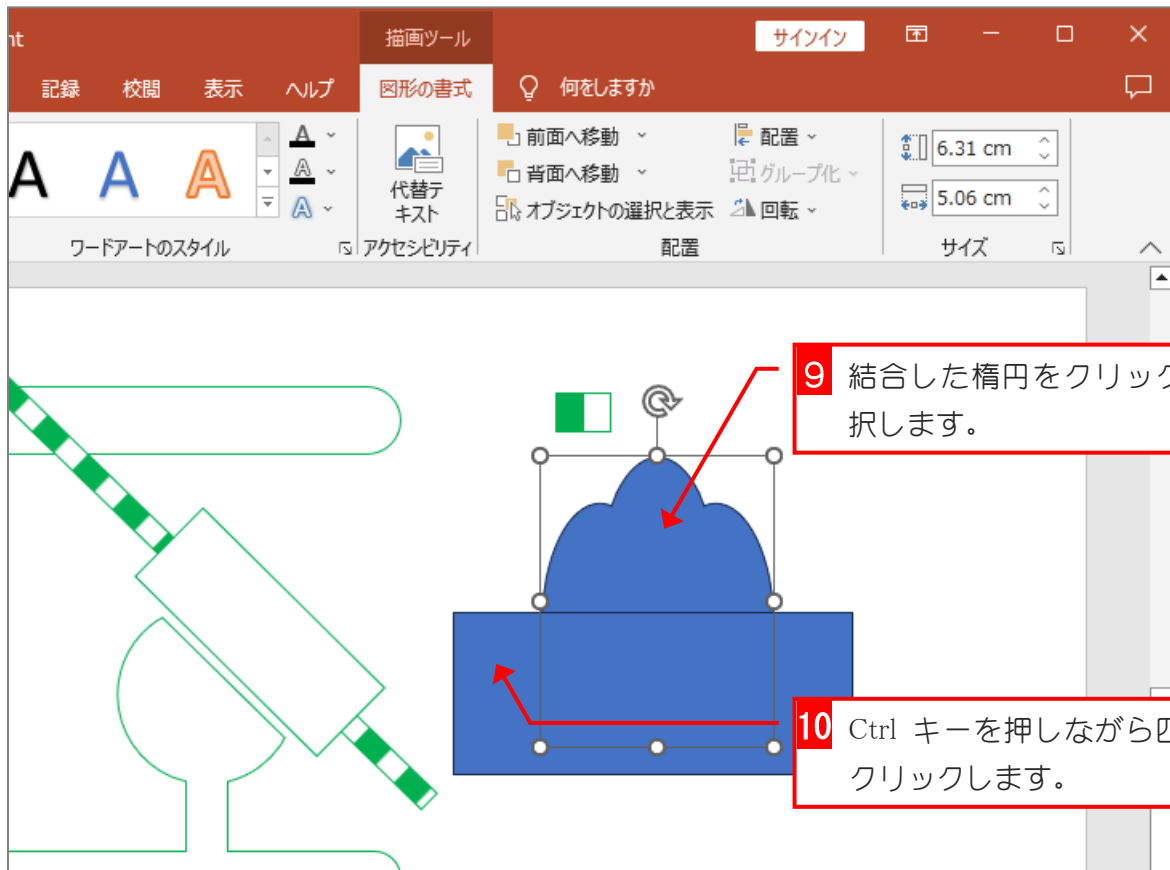 nt
描画ツール
サインイン
記録 校閲 表示 ヘルプ 図形の書式 何をしますか
A A A
A
A
A
代替テ
キスト
前面へ移動
背面へ移動
オブジェクトの選択と表示
配置
グループ化
回転
6.31 cm
5.06 cm
ワードアートのスタイル アクセシビリティ 配置 サイズ
9 結合した楕円をクリック
択します。
10 Ctrl キーを押しながら
クリックします。